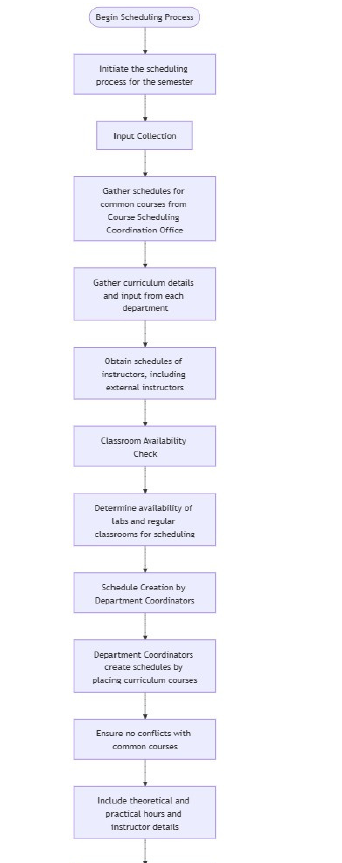 Begin Scheduling Process
Initiate the scheduling
process for the semester
Input Collection
Gather schedules for
common courses from
Course Scheduling
Coordination Office
Gather curriculum details
and input from each
department
Obtain schedules of
instructors, including
external instructors
Classroom Availability
Check
Determine availability of
labs and regular
classrooms for scheduling
Schedule Creation by
Department Coordinators
Department Coordinators
create schedules by
placing curriculum courses
Ensure no conflicts with
common courses
Include theoretical and
practical hours and
instructor details